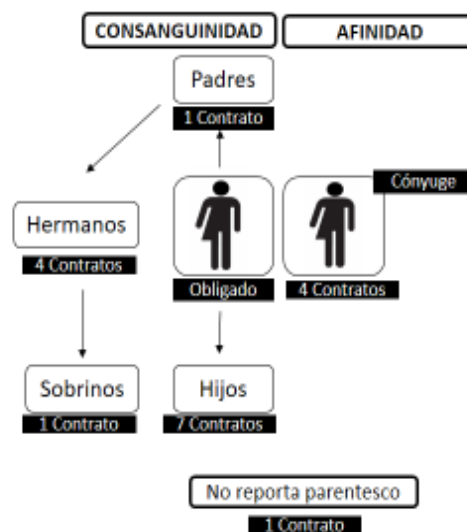 CONSANGUINIDAD
AFINIDAD
Padres
1 Contrato
Cónyuge
Hermanos
4 Contratos
Obligado
4 Contratos
Sobrinos
1 Contrato
Hijos
7 Contratos
No reporta parentesco
1 Contrato